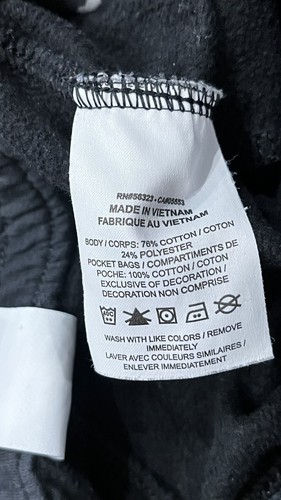 RN#56323 - CA#05553
MADE IN VIETNAM
FABRIQUE AU VIETNAM
BODY / CORPS: 76% COTTON / COTON
24% POLYESTER
POCKET BAGS / COMPARTIMENTS DE
POCHE: 100% COTTON / COTON
EXCLUSIVE OF DECORATION /
DECORATION NON COMPRISE
WASH WITH LIKE COLORS / REMOVE
IMMEDIATELY
LAVER AVEC COULEURS SIMILAIRES /
ENLEVER IMMEDIATEMENT